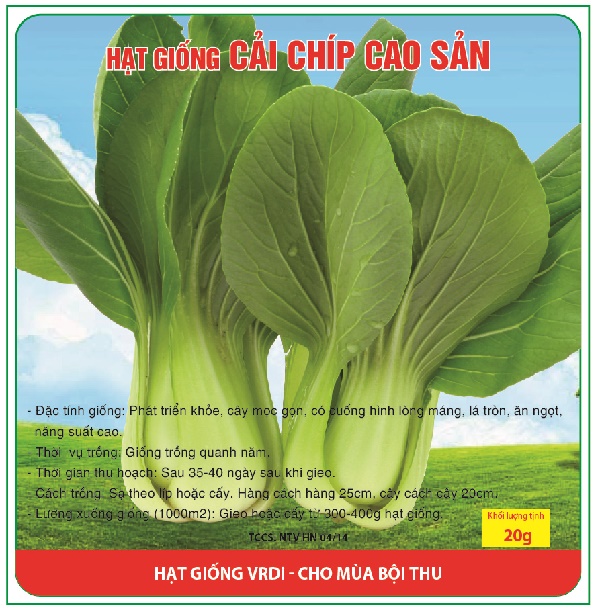 HẠT GIỐNG CẢI CHÍP CAO SẢN
- Đặc tính giống: Phát triển khỏe, cây mọc gọn, có cuống hình lòng máng, lá tròn, ăn ngọt,
năng suất cao.
- Thời vụ trồng: Giống trồng quanh năm.
- Thời gian thu hoạch: Sau 35-40 ngày sau khi gieo.
- Cách trồng: Sạ theo líp hoặc cấy. Hàng cách hàng 25cm, cây cách cây 20cm.
- Lượng xuống giống (1000m2): Gieo hoặc cấy từ 300-400g hạt giống.
Khối lượng tịnh
20g
TCCS. NTV HN 04/14
HẠT GIỐNG VRDI - CHO MÙA BỘI THU